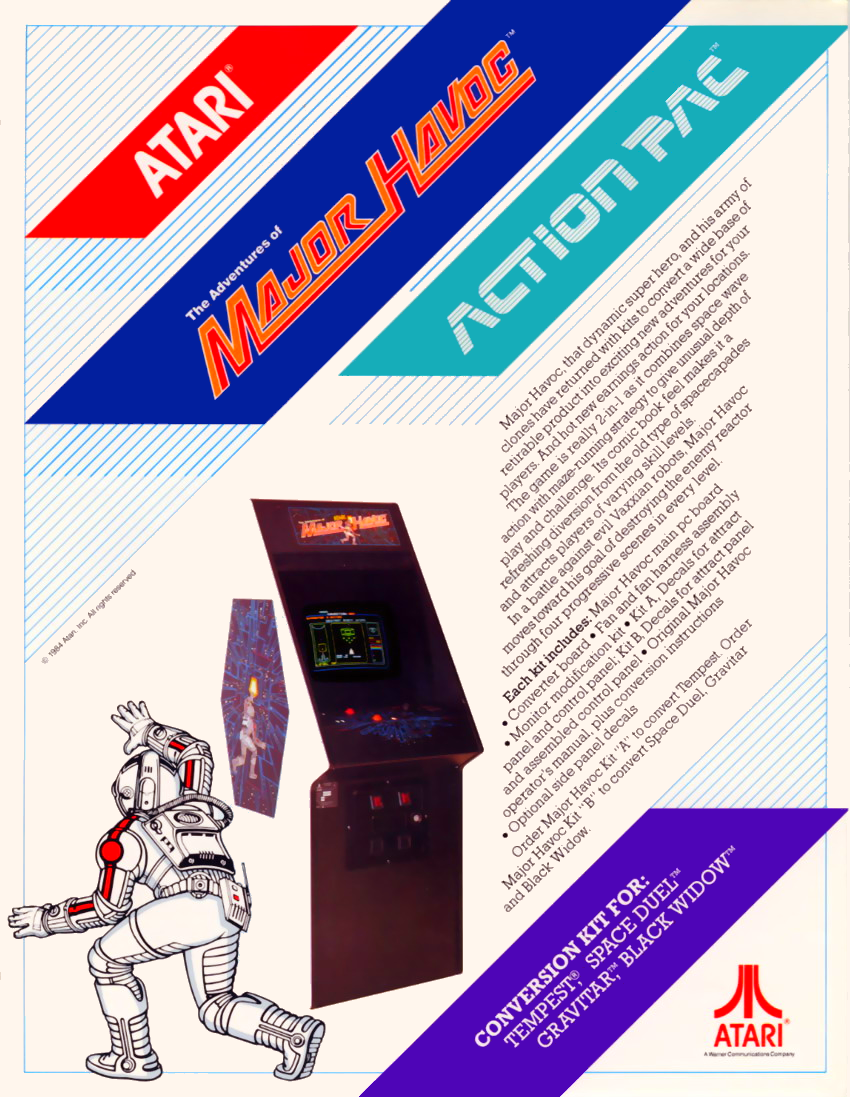 ATARI®
The Adventures of
MAJOR HAVOC™
ACTION PAC™
Major Havoc, that dynamic super hero, and his army of
clones have returned with kits to convert a wide base of
retirable product into exciting new adventures for your
players. And hot new earnings action for your locations.
The game is really 2-in-1 as it combines space wave
action with maze-running strategy to give unusual depth of
play and challenge. Its comic book feel makes it a
refreshing diversion from the old type of spacecapades
and attracts players of varying skill levels.
In a battle against evil Vaxxian robots, Major Havoc
moves toward his goal of destroying the enemy reactor
through four progressive scenes in every level.
Each kit includes: Major Havoc main pc board
• Converter board • Fan and fan harness assembly
• Monitor modification kit • Kit A, Decals for attract
panel and control panel; Kit B, Decals for attract panel
and assembled control panel • Original Major Havoc
operator's manual, plus conversion instructions
• Optional side panel decals
Order Major Havoc Kit "A" to convert Tempest. Order
Major Havoc Kit "B" to convert Space Duel, Gravitar
and Black Widow.
© 1984 Atari, Inc. All rights reserved
MAJOR HAVOC
CONVERSION KIT FOR:
TEMPEST®, SPACE DUEL™
GRAVITAR™, BLACK WIDOW™
ATARI®
A Warner Communications Company